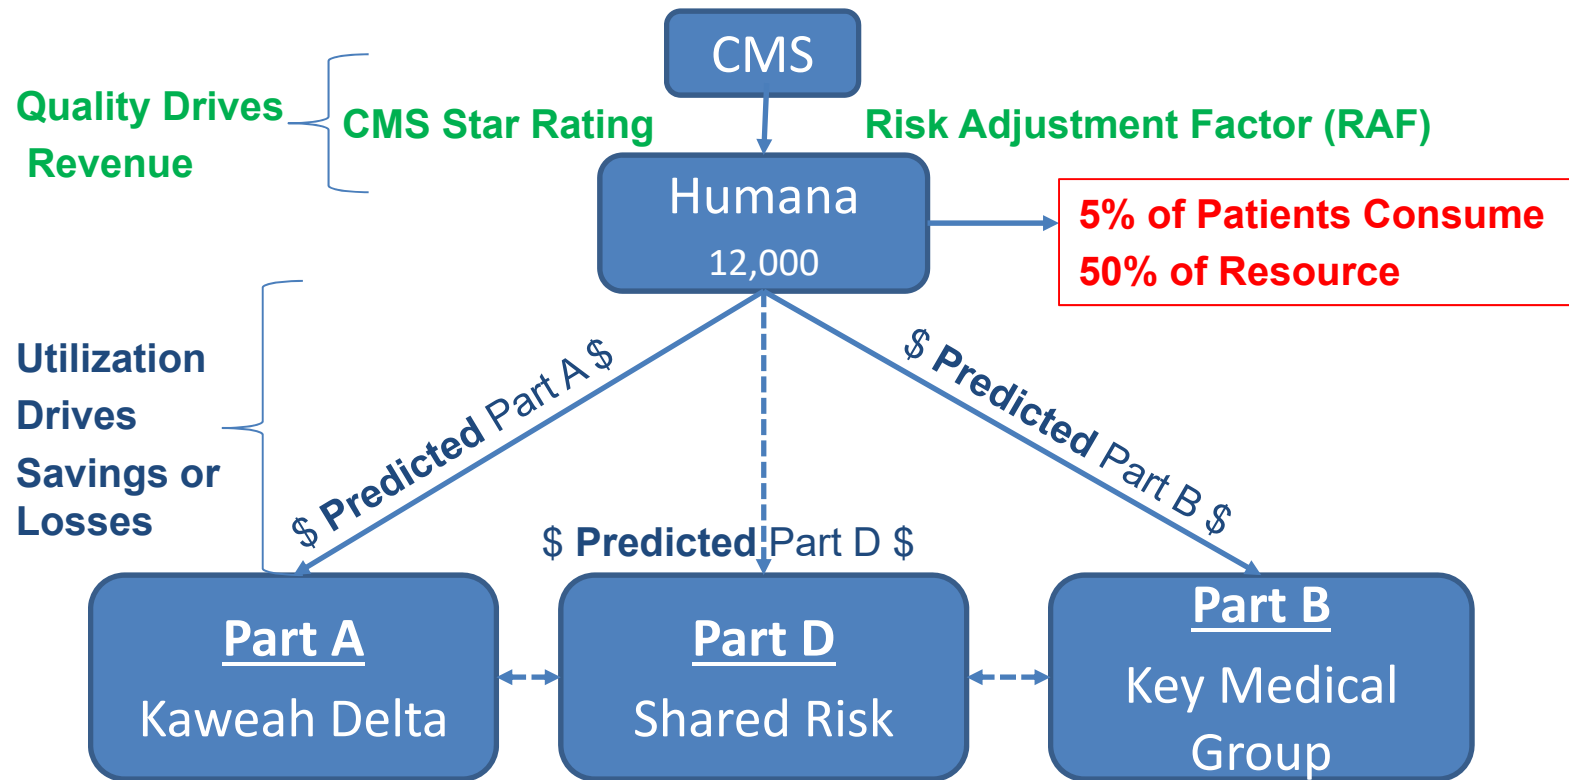 CMS
Quality Drives
Revenue
CMS Star Rating
Risk Adjustment Factor (RAF)
Humana
12,000
5% of Patients Consume
50% of Resource
Utilization
Drives
Savings or
Losses
$ Predicted Part A $
$ Predicted Part D $
$ Predicted Part B $
Part A
Kaweah Delta
Part D
Shared Risk
Part B
Key Medical
Group